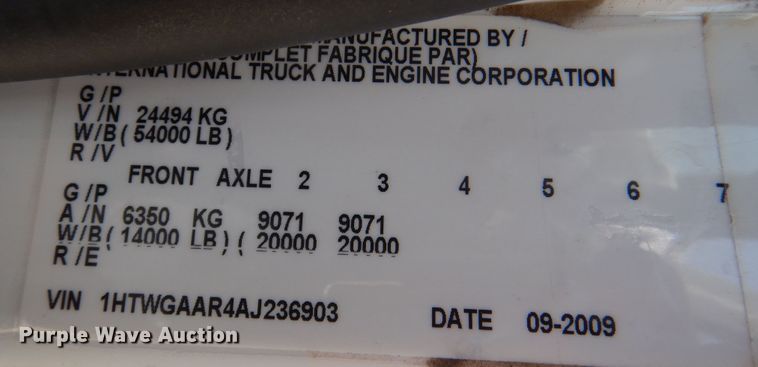 MANUFACTURED BY /
COMPLET FABRIQUE PAR)
INTERNATIONAL TRUCK AND ENGINE CORPORATION
G /P
V /N 24494 KG
W/B ( 54000 LB )
R /V
FRONT AXLE 2 3 4 5 6 7
G /P
A /N 6350 KG 9071 9071
W/B ( 14000 LB ) ( 20000 20000
R /E
VIN 1HTWGAAR4AJ236903 DATE 09-2009
Purple Wave Auction